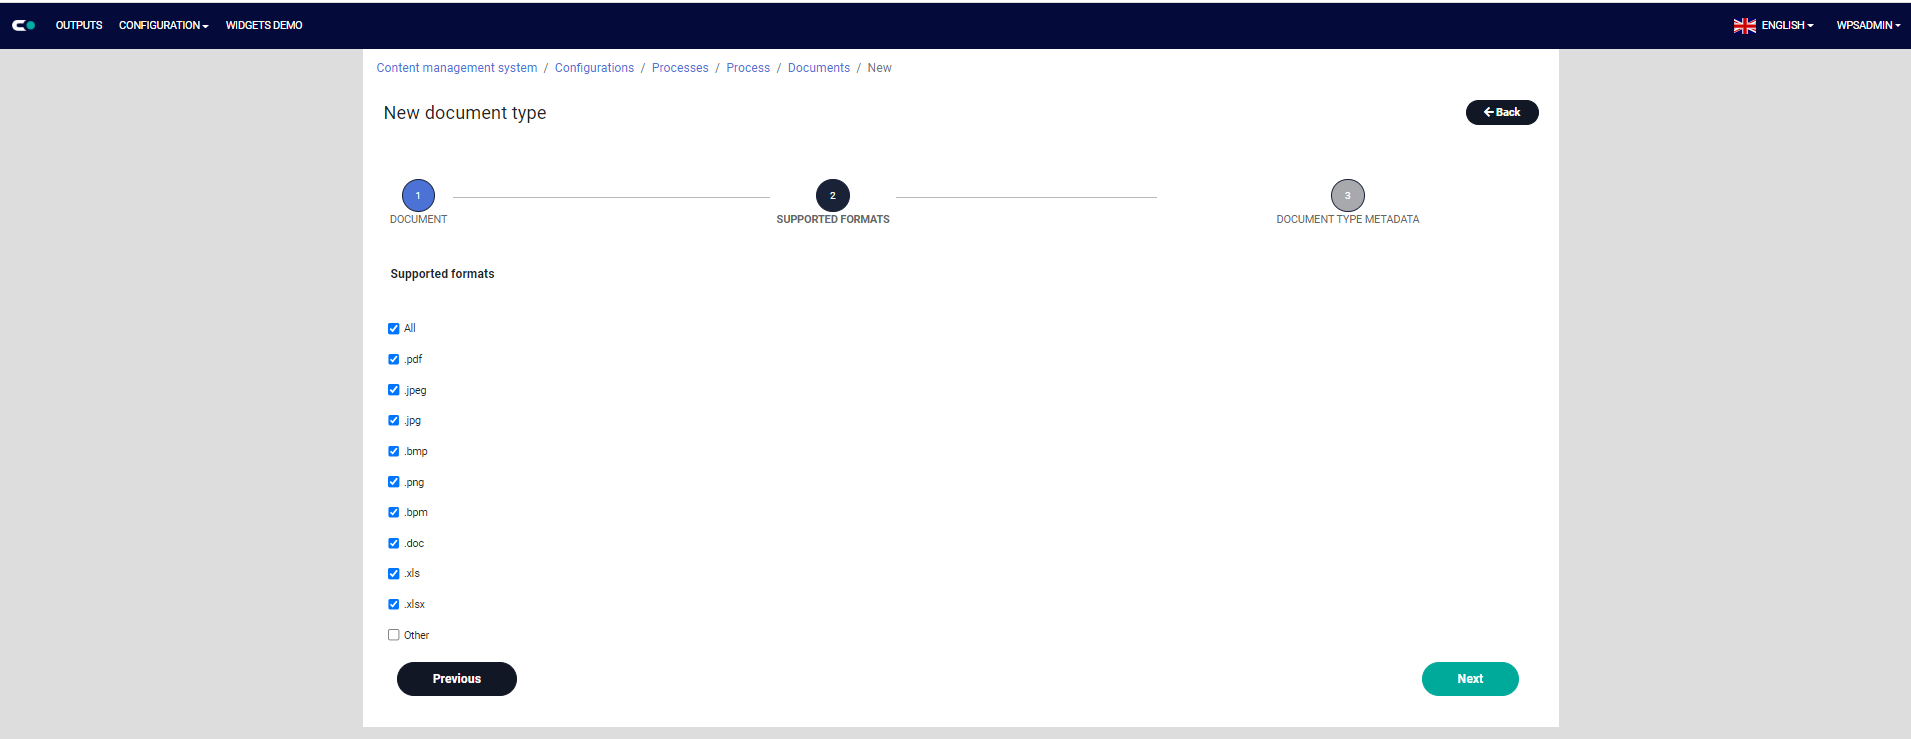 OUTPUTS CONFIGURATION WIDGETS DEMO ENGLISH WPSADMIN
Content management system / Configurations / Processes / Process / Documents / New
New document type
Back
1 2 3
DOCUMENT SUPPORTED FORMATS DOCUMENT TYPE METADATA
Supported formats
All
.pdf
.jpeg
.jpg
.bmp
.png
.bpm
.doc
.xls
.xlsx
Other
Previous Next